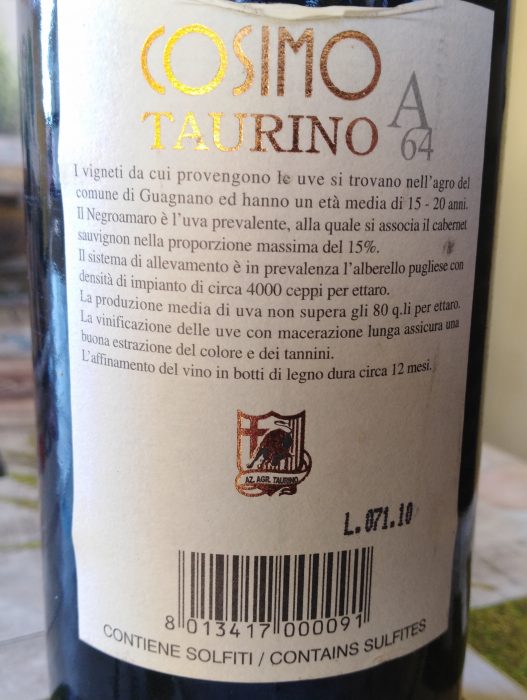 COSIMO
TAURINO
A
64
I vigneti da cui provengono le uve si trovano nell'agro del
comune di Guagnano ed hanno un età media di 15 - 20 anni.
Il Negroamaro è l'uva prevalente, alla quale si associa il cabernet
sauvignon nella proporzione massima del 15%.
Il sistema di allevamento è in prevalenza l'alberello pugliese con
densità di impianto di circa 4000 ceppi per ettaro.
La produzione media di uva non supera gli 80 q.li per ettaro.
La vinificazione delle uve con macerazione lunga assicura una
buona estrazione del colore e dei tannini.
L'affinamento del vino in botti di legno dura circa 12 mesi.
AZ. AGR. TAURINO
L.071.10
8 013417 000091
CONTIENE SOLFITI / CONTAINS SULFITES